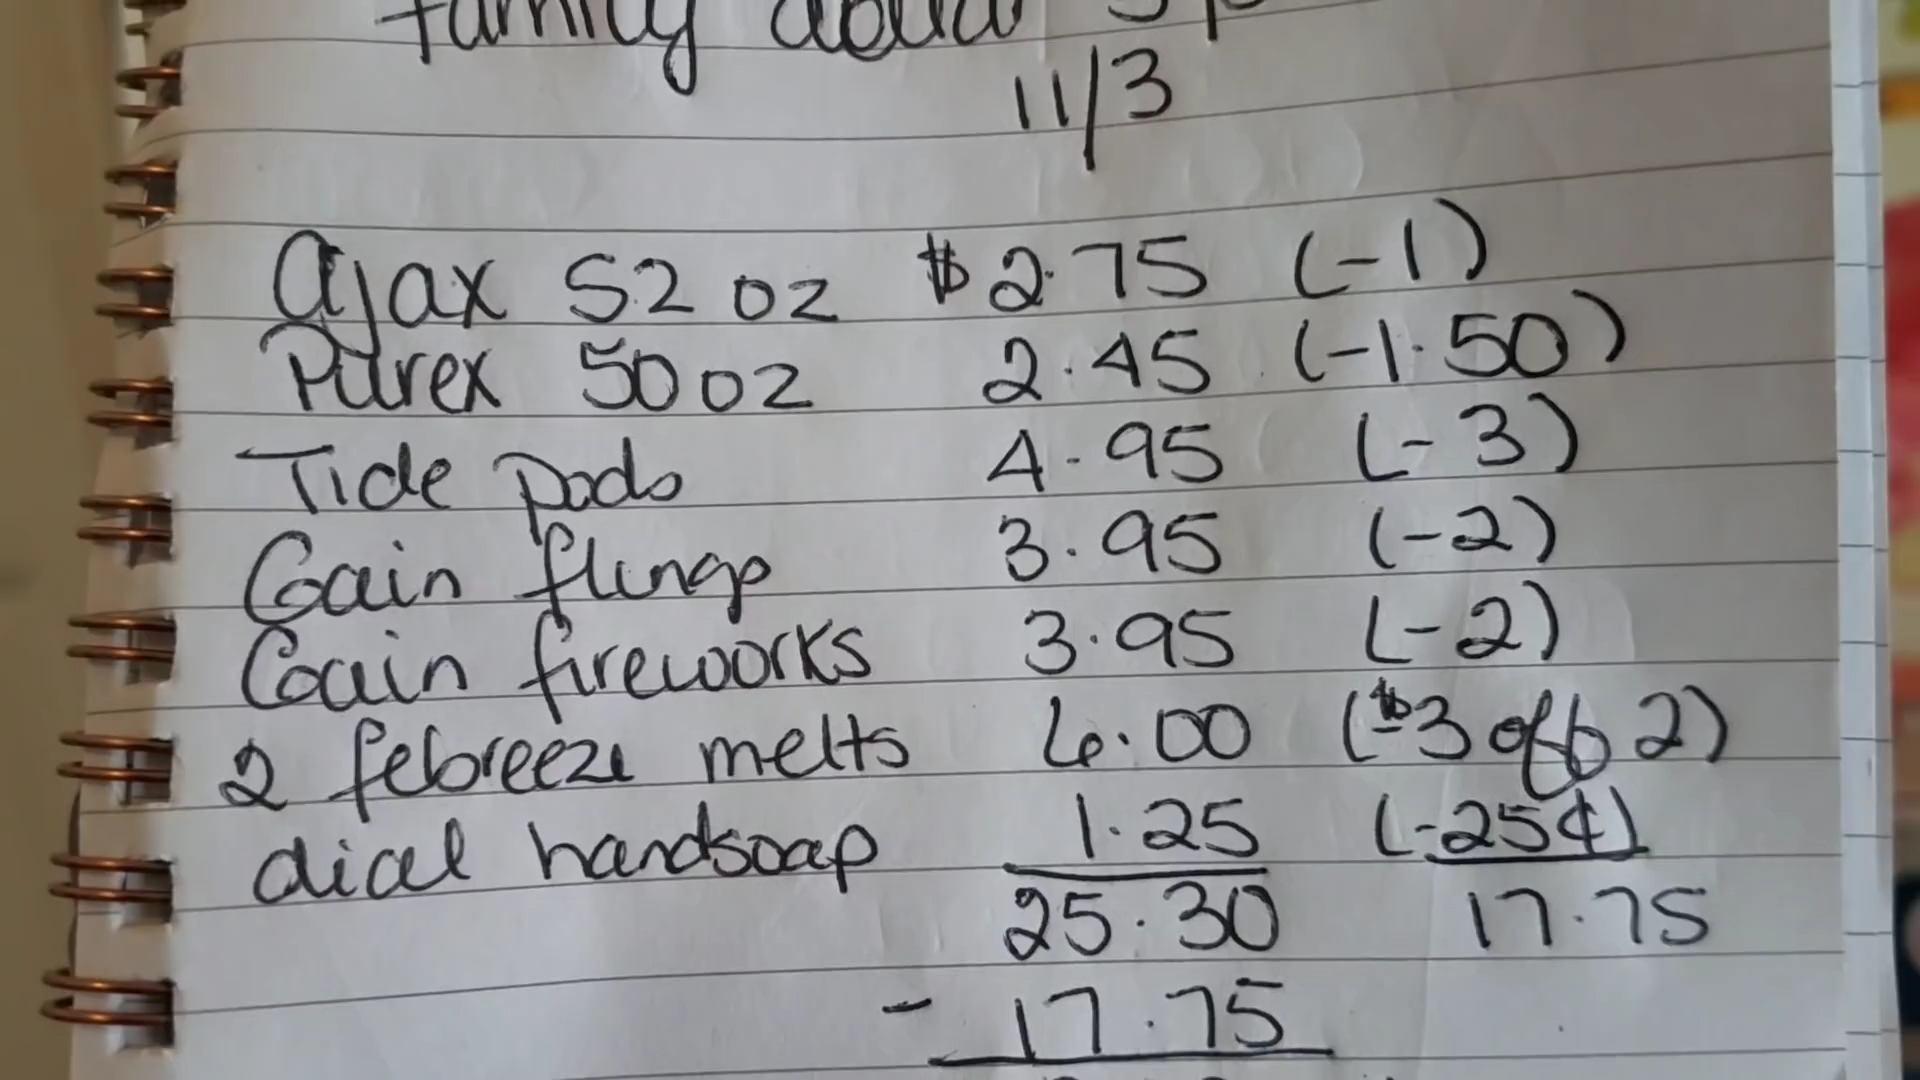 family dollar
11/3
Ajax 52 oz $2.75 (-1)
Purex 50 oz 2.45 (-1.50)
Tide pods 4.95 (-3)
Gain flings 3.95 (-2)
Gain fireworks 3.95 (-2)
2 febreeze melts 6.00 ($3 off 2)
dial handsoap 1.25 (-25¢)
25.30 17.75
- 17.75